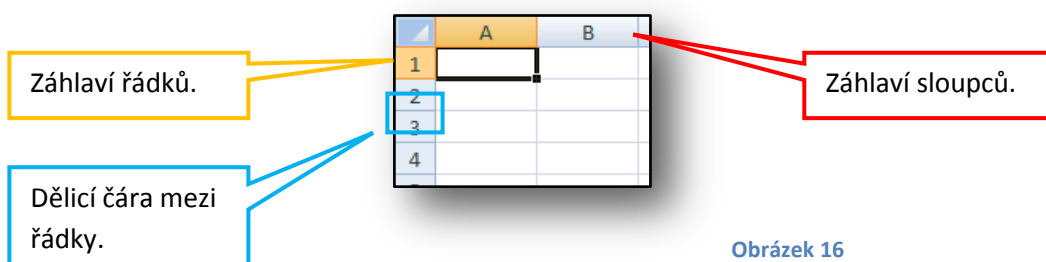 A B
Záhlaví řádků.
1
Záhlaví sloupců.
2
3
4
Dělicí čára mezi
řádky.
Obrázek 16